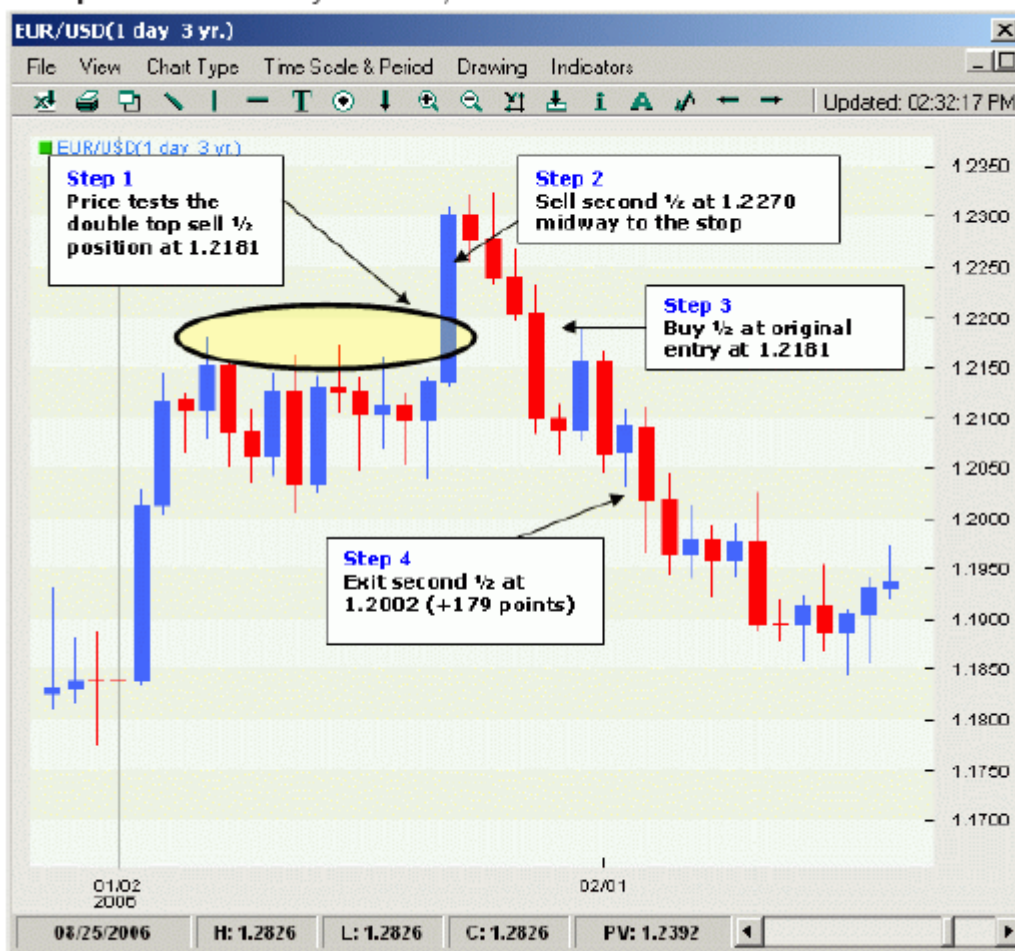 EUR/USD(1 day 3 yr.)
File View Chart Type Time Scale & Period Drawing Indicators
Updated: 02:32:17 PM
EUR/USD(1 day 3 yr.)
Step 1
Price tests the
double top sell ½
position at 1.2181
Step 2
Sell second ½ at 1.2270
midway to the stop
Step 3
Buy ½ at original
entry at 1.2181
Step 4
Exit second ½ at
1.2002 (+179 points)
1.2350
1.2300
1.2250
1.2200
1.2150
1.2100
1.2050
1.2000
1.1950
1.1900
1.1850
1.1800
1.1750
1.1700
01/02
2006
02/01
08/25/2006 H: 1.2826 L: 1.2826 C: 1.2826 PV: 1.2392